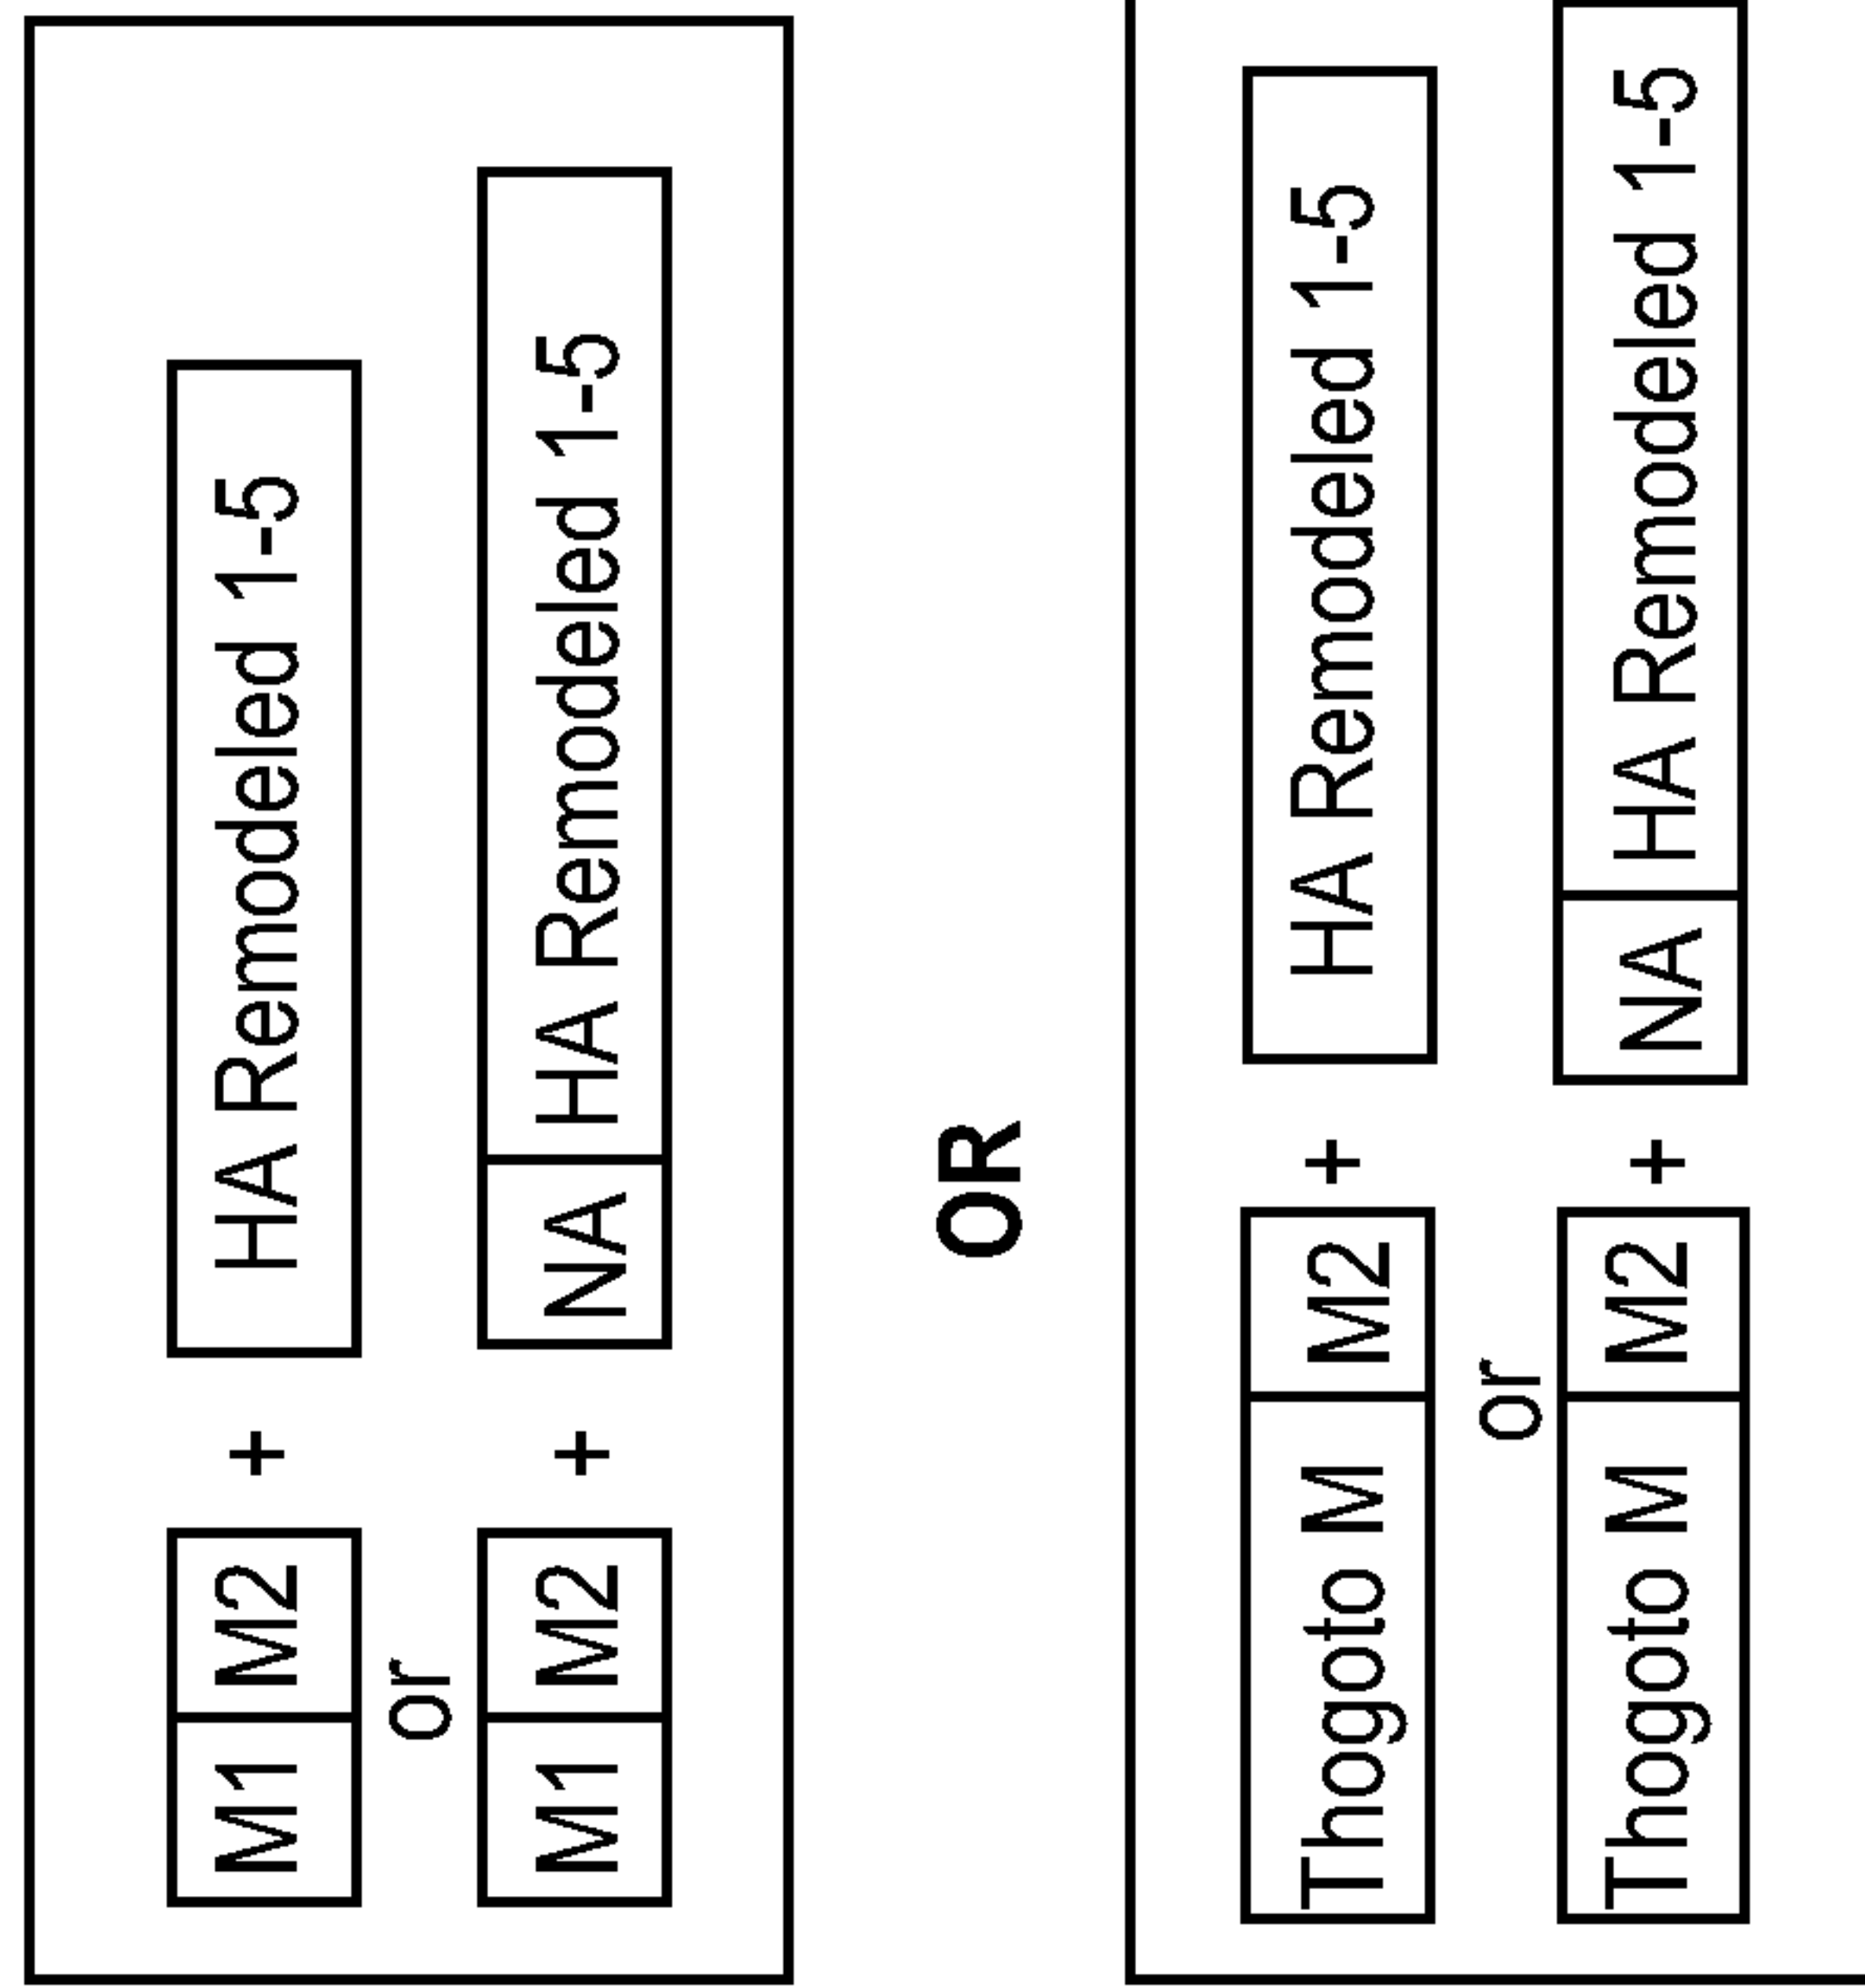 M1 M2 + HA Remodeled 1-5
or
M1 M2 + NA HA Remodeled 1-5
OR
Thogoto M M2 + HA Remodeled 1-5
or
Thogoto M M2 + NA HA Remodeled 1-5